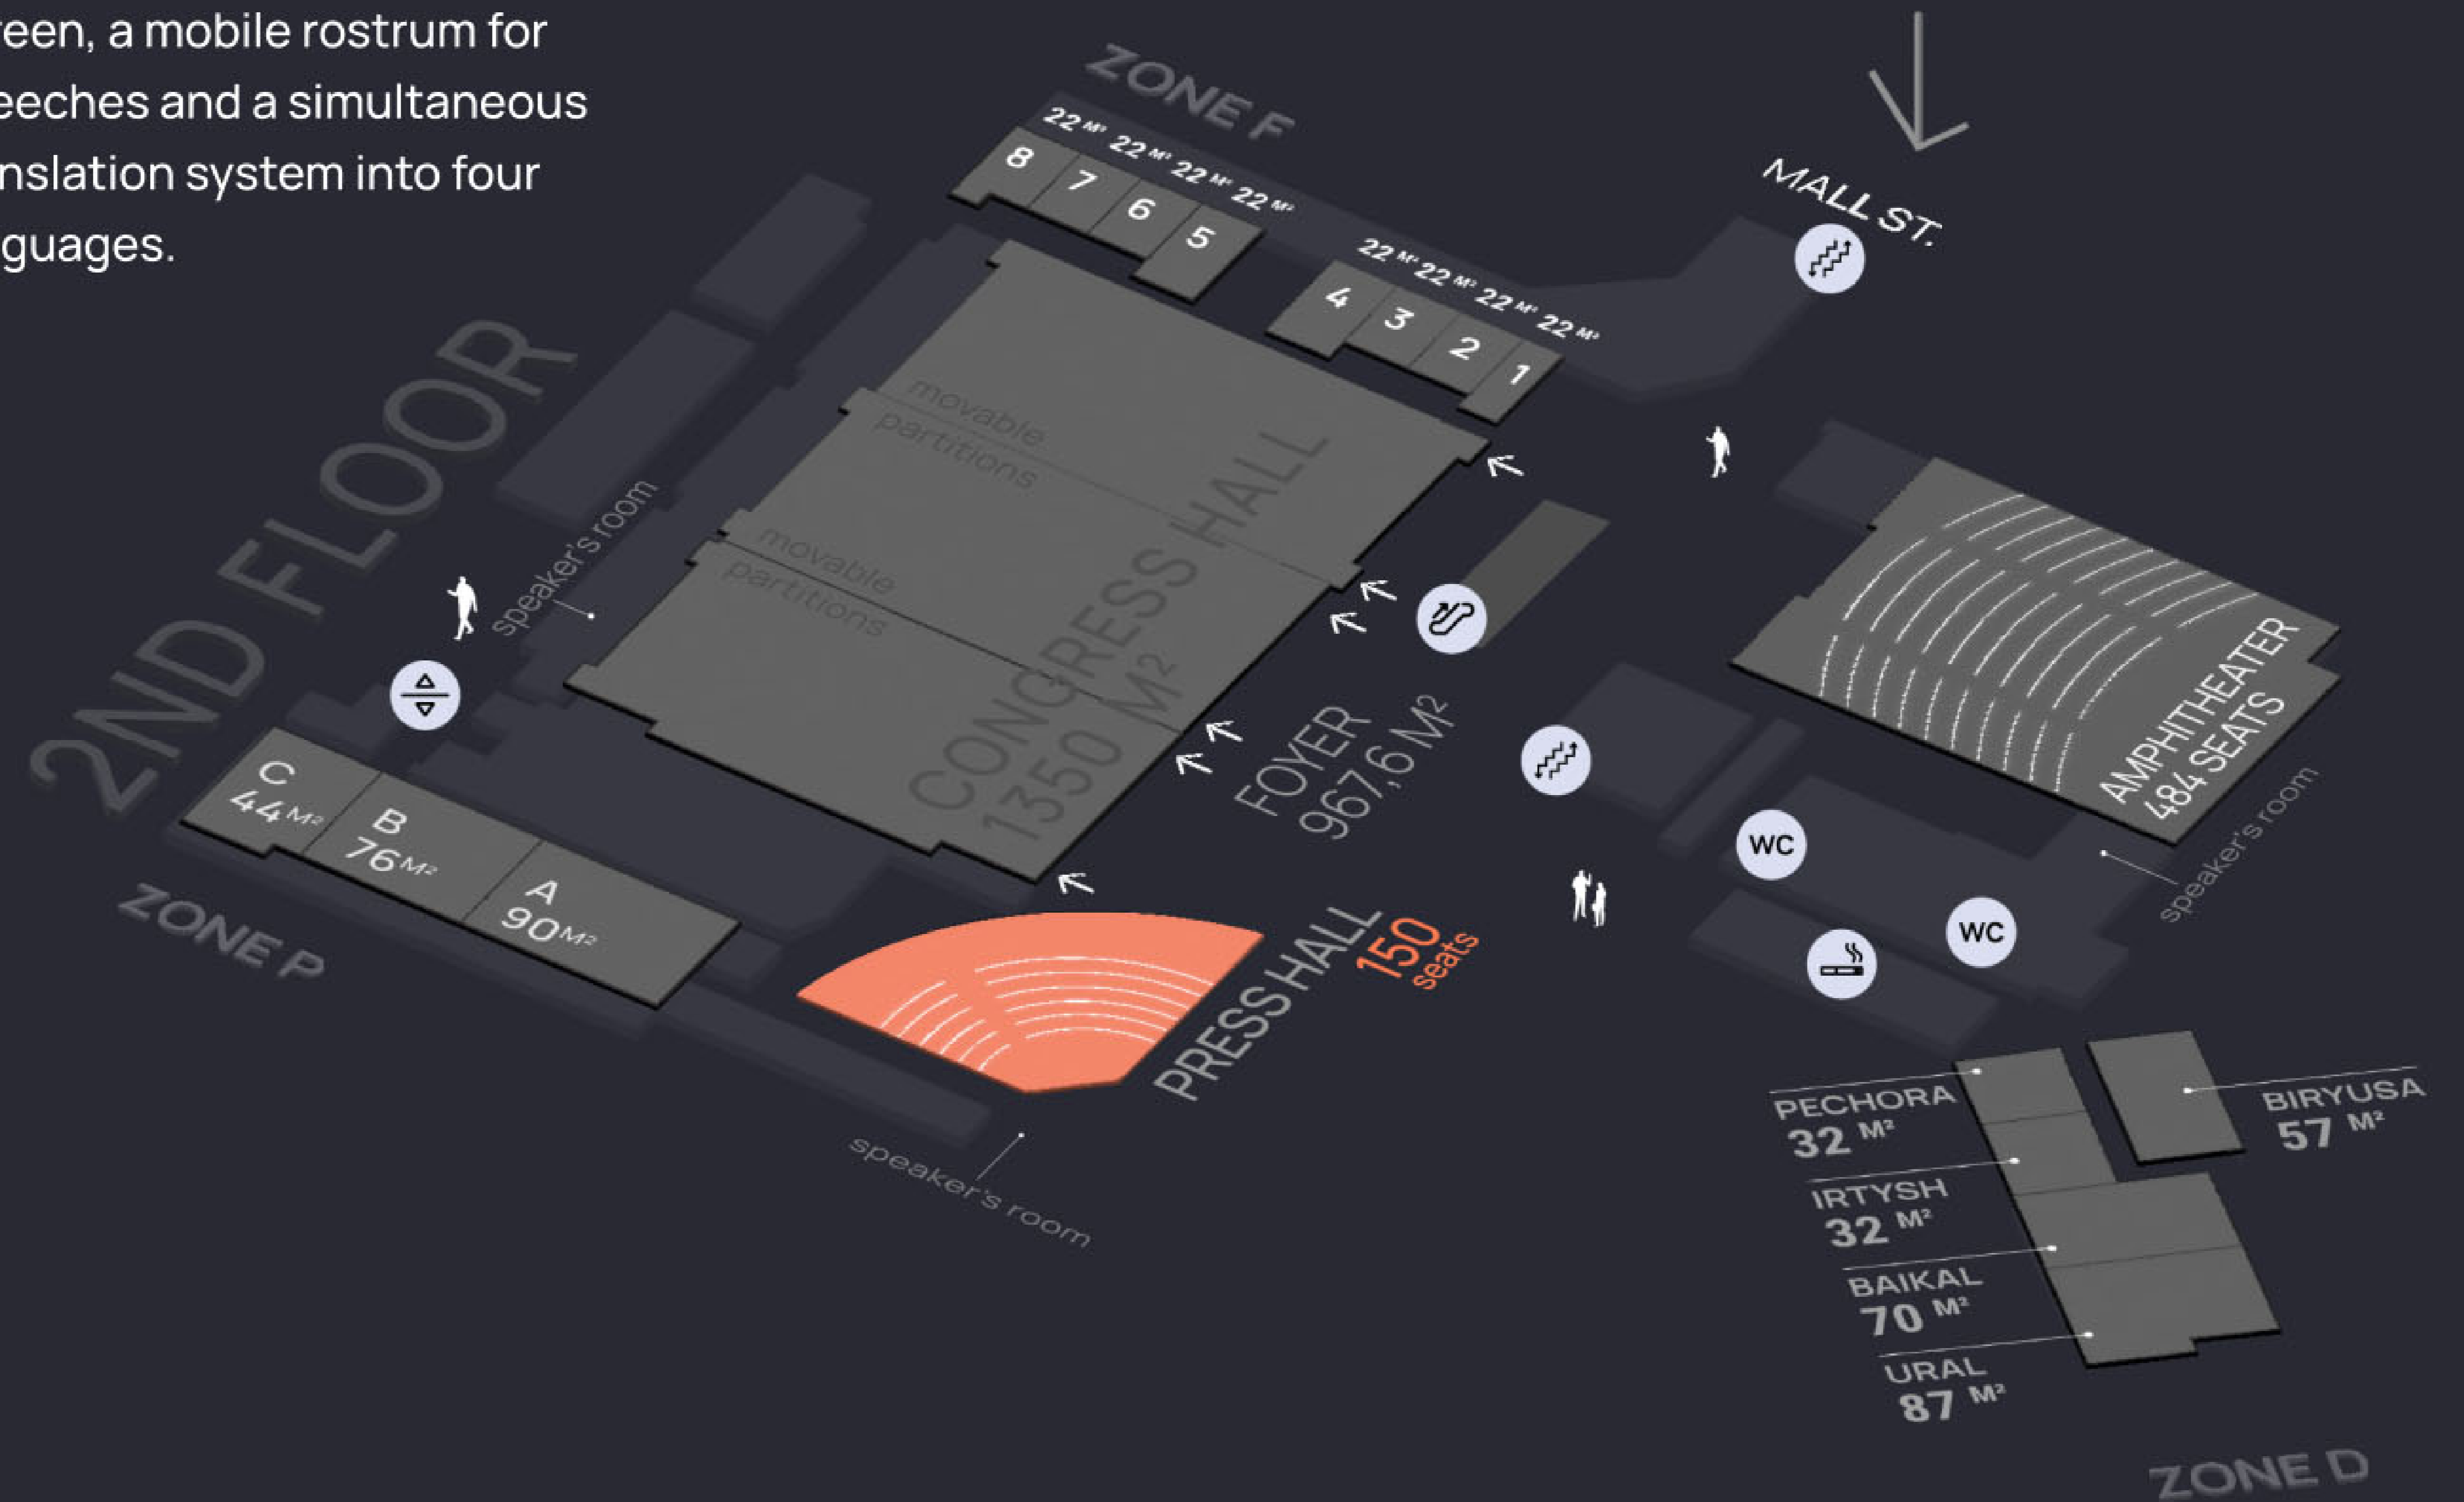 reen, a mobile rostrum for
eeches and a simultaneous
nslation system into four
guages.
ZONE F
22 M² 22 M² 22 M² 22 M²
8 7 6 5
22 M² 22 M² 22 M² 22 M²
4 3 2 1
MALL ST.
2ND FLOOR
speaker's room
movable
partitions
movable
partitions
CONGRESS HALL
1350 M²
FOYER
967,6 M²
AMPHITHEATER
484 SEATS
speaker's room
WC
WC
C
44 M²
B
76 M²
A
90 M²
ZONE P
PRESS HALL
150
seats
speaker's room
PECHORA
32 M²
IRTYSH
32 M²
BAIKAL
70 M²
URAL
87 M²
BIRYUSA
57 M²
ZONE D